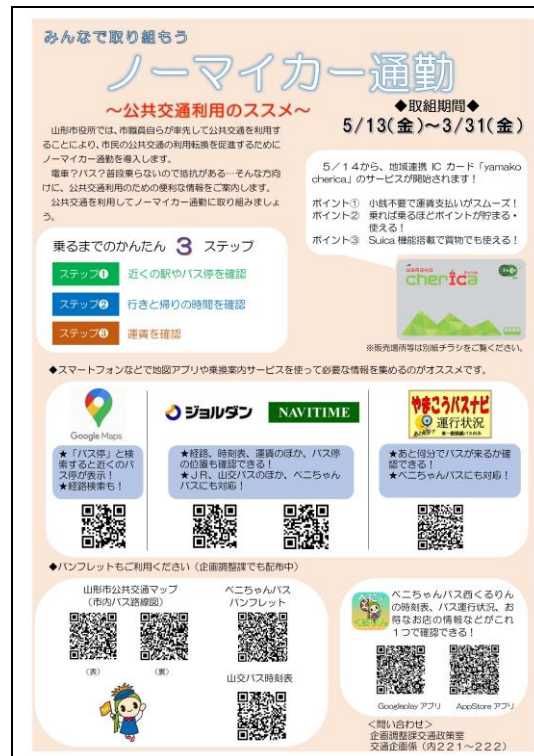 みんなで取り組もう
ノーマイカー通勤
～公共交通利用のススメ～
◆取組期間◆
5/13(金)～3/31(金)
山形市役所では、市職員自らが率先して公共交通を利用す
ることにより、市民の公共交通の利用転換を促進するために
ノーマイカー通勤を導入します。
電車？バス？普段乗らないので抵抗がある…そんな方向
けに、公共交通利用のための便利な情報をご案内します。
公共交通を利用してノーマイカー通勤に取り組みましょ
う。
５／１４から、地域連携 IC カード「yamako
cherica」のサービスが開始されます！
ポイント① 小銭不要で運賃支払いがスムーズ！
ポイント② 乗れば乗るほどポイントが貯まる・
使える！
ポイント③ Suica 機能搭載で買物でも使える！
yamako
cherica
※販売場所等は別紙チラシをご覧ください。
乗るまでのかんたん 3 ステップ
ステップ❶ 近くの駅やバス停を確認
ステップ❷ 行きと帰りの時間を確認
ステップ❸ 運賃を確認
◆スマートフォンなどで地図アプリや乗換案内サービスを使って必要な情報を集めるのがオススメです。
Google Maps
★「バス停」と検
索すると近くのバ
ス停が表示！
★経路検索も！
ジョルダン
NAVITIME
★経路、時刻表、運賃のほか、バス停
の位置も確認できる！
★ＪＲ、山交バスのほか、ベニちゃん
バスにも対応！
やまこうバスナビ
運行状況
★あと何分でバスが来るか確
認できる！
★ベニちゃんバスにも対応！
◆パンフレットもご利用ください（企画調整課でも配布中）
山形市公共交通マップ
（市内バス路線図）
（表）
（裏）
ベニちゃんバス
パンフレット
山交バス時刻表
ベニちゃんバス西くるりん
の時刻表、バス運行状況、お
得なお店の情報などがこれ
１つで確認できる！
Googleplay アプリ
AppStore アプリ
＜問い合わせ＞
企画調整課交通政策室
交通企画係（内２２１～２２２）